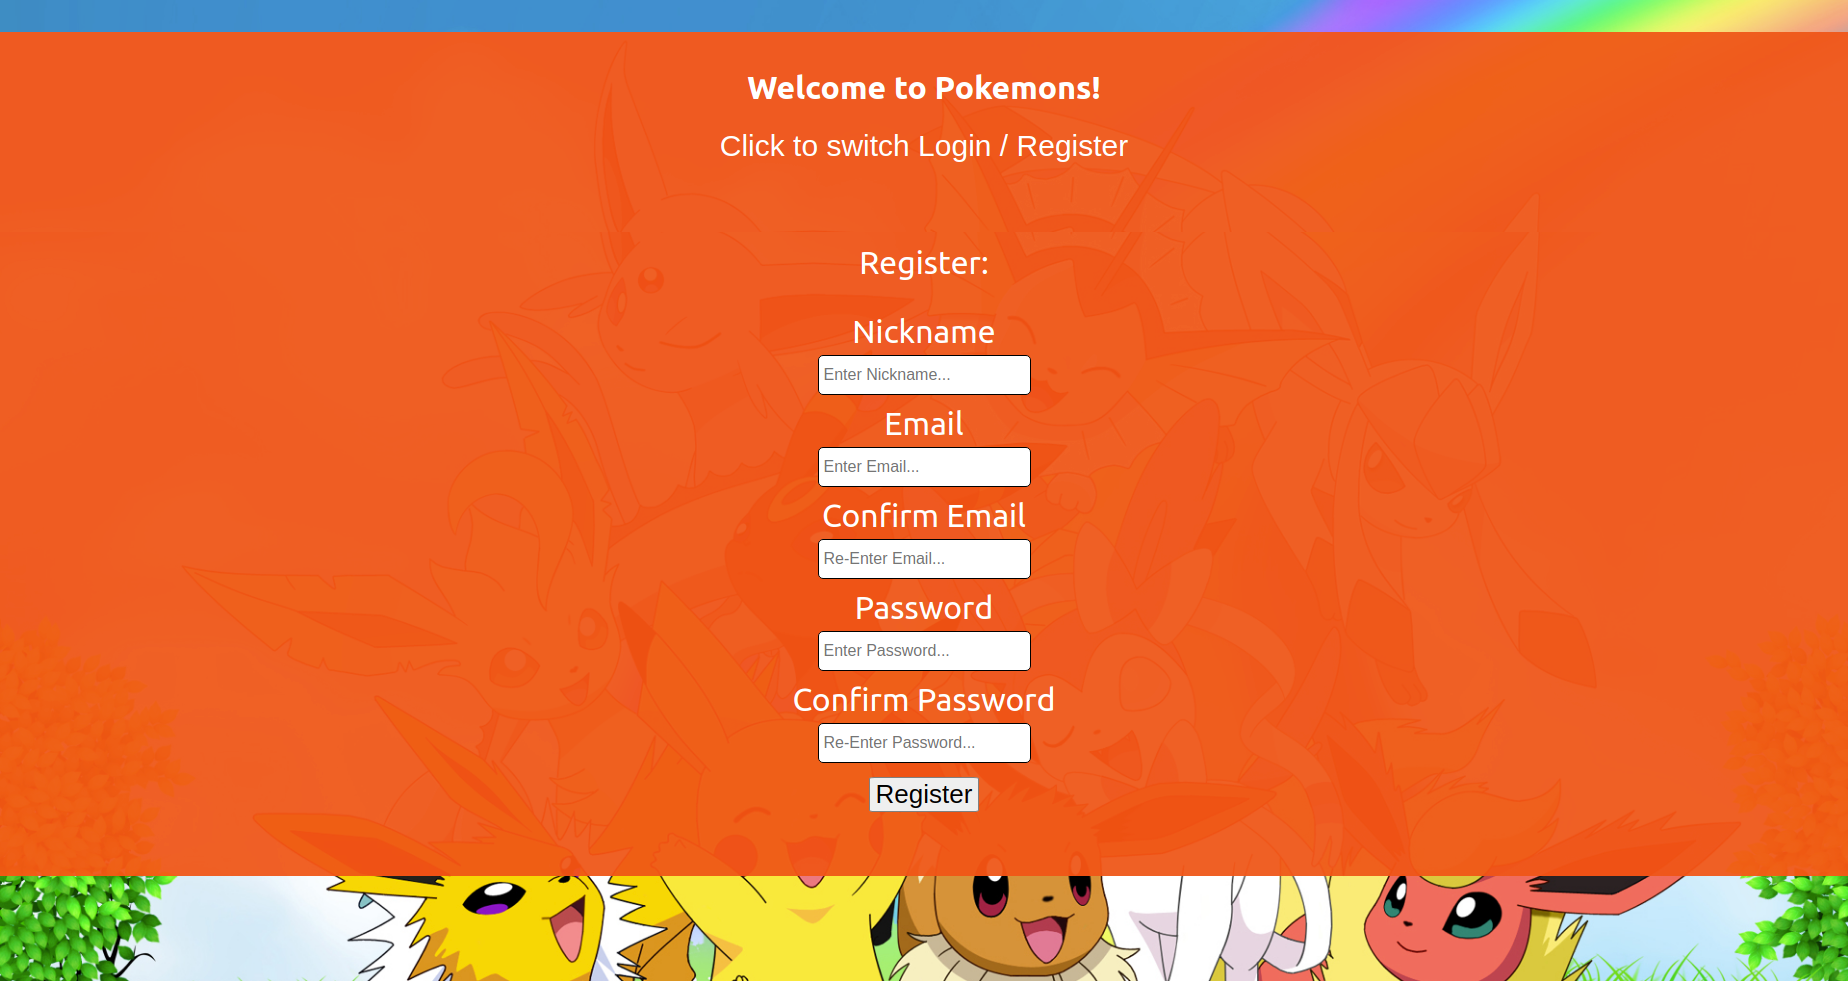 Welcome to Pokemons!
Click to switch Login / Register
Register:
Nickname
Enter Nickname...
Email
Enter Email...
Confirm Email
Re-Enter Email...
Password
Enter Password...
Confirm Password
Re-Enter Password...
Register